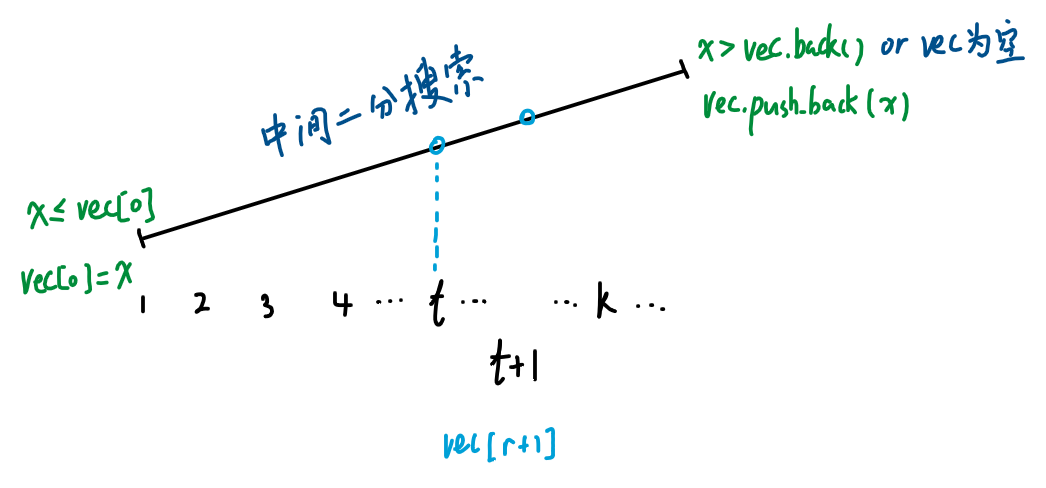 x > vec.back() or vec为空
vec.push_back(x)
中间二分搜索
x ≤ vec[0]
vec[0]=x
1 2 3 4 ... t ... ... k ...
t+1
vec[r+1]